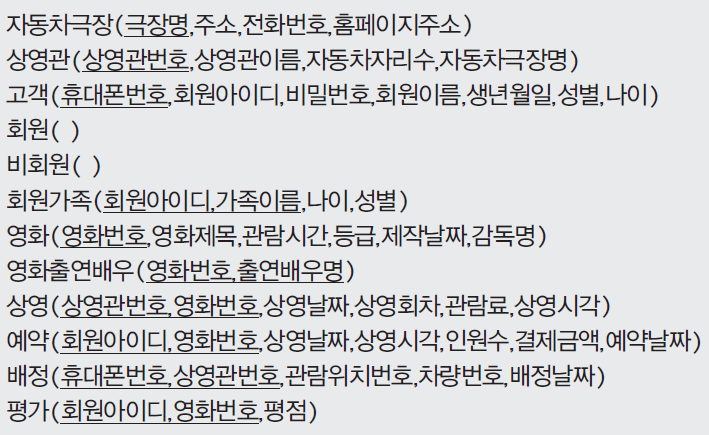 자동차극장(극장명,주소,전화번호,홈페이지주소)
상영관(상영관번호,상영관이름,자동차자리수,자동차극장명)
고객(휴대폰번호,회원아이디,비밀번호,회원이름,생년월일,성별,나이)
회원( )
비회원( )
회원가족(회원아이디,가족이름,나이,성별)
영화(영화번호,영화제목,관람시간,등급,제작날짜,감독명)
영화출연배우(영화번호,출연배우명)
상영(상영관번호,영화번호,상영날짜,상영회차,관람료,상영시각)
예약(회원아이디,영화번호,상영날짜,상영시각,인원수,결제금액,예약날짜)
배정(휴대폰번호,상영관번호,관람위치번호,차량번호,배정날짜)
평가(회원아이디,영화번호,평점)